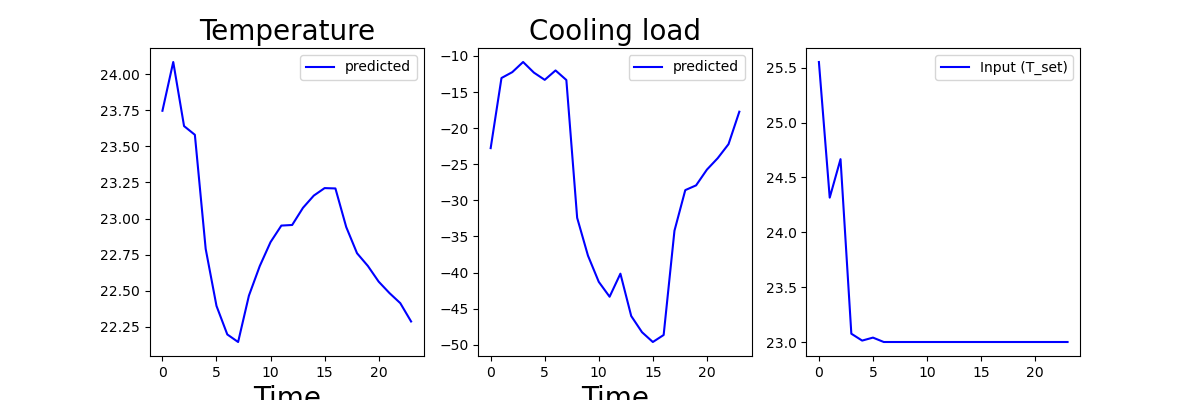 Temperature
Cooling load
predicted
predicted
Input (T_set)
24.00
23.75
23.50
23.25
23.00
22.75
22.50
22.25
−10
−15
−20
−25
−30
−35
−40
−45
−50
25.5
25.0
24.5
24.0
23.5
23.0
0 5 10 15 20
0 5 10 15 20
0 5 10 15 20
Time
Time